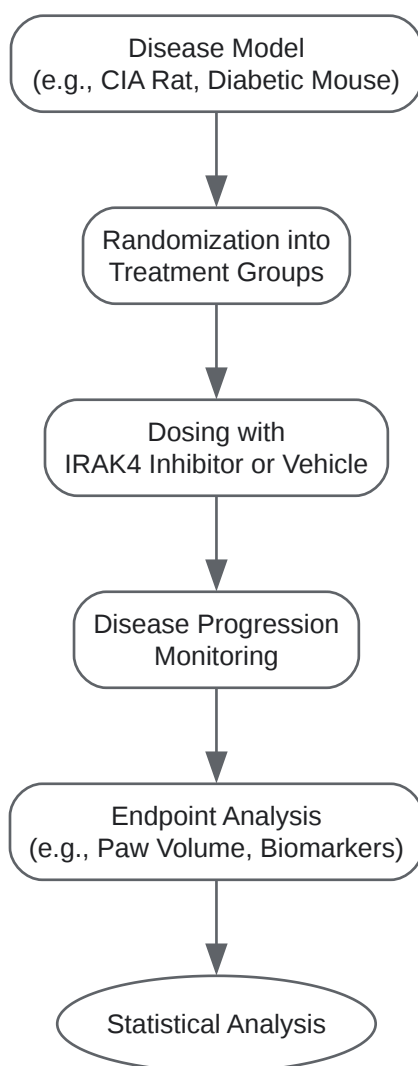 Disease Model
(e.g., CIA Rat, Diabetic Mouse)
Randomization into
Treatment Groups
Dosing with
IRAK4 Inhibitor or Vehicle
Disease Progression
Monitoring
Endpoint Analysis
(e.g., Paw Volume, Biomarkers)
Statistical Analysis